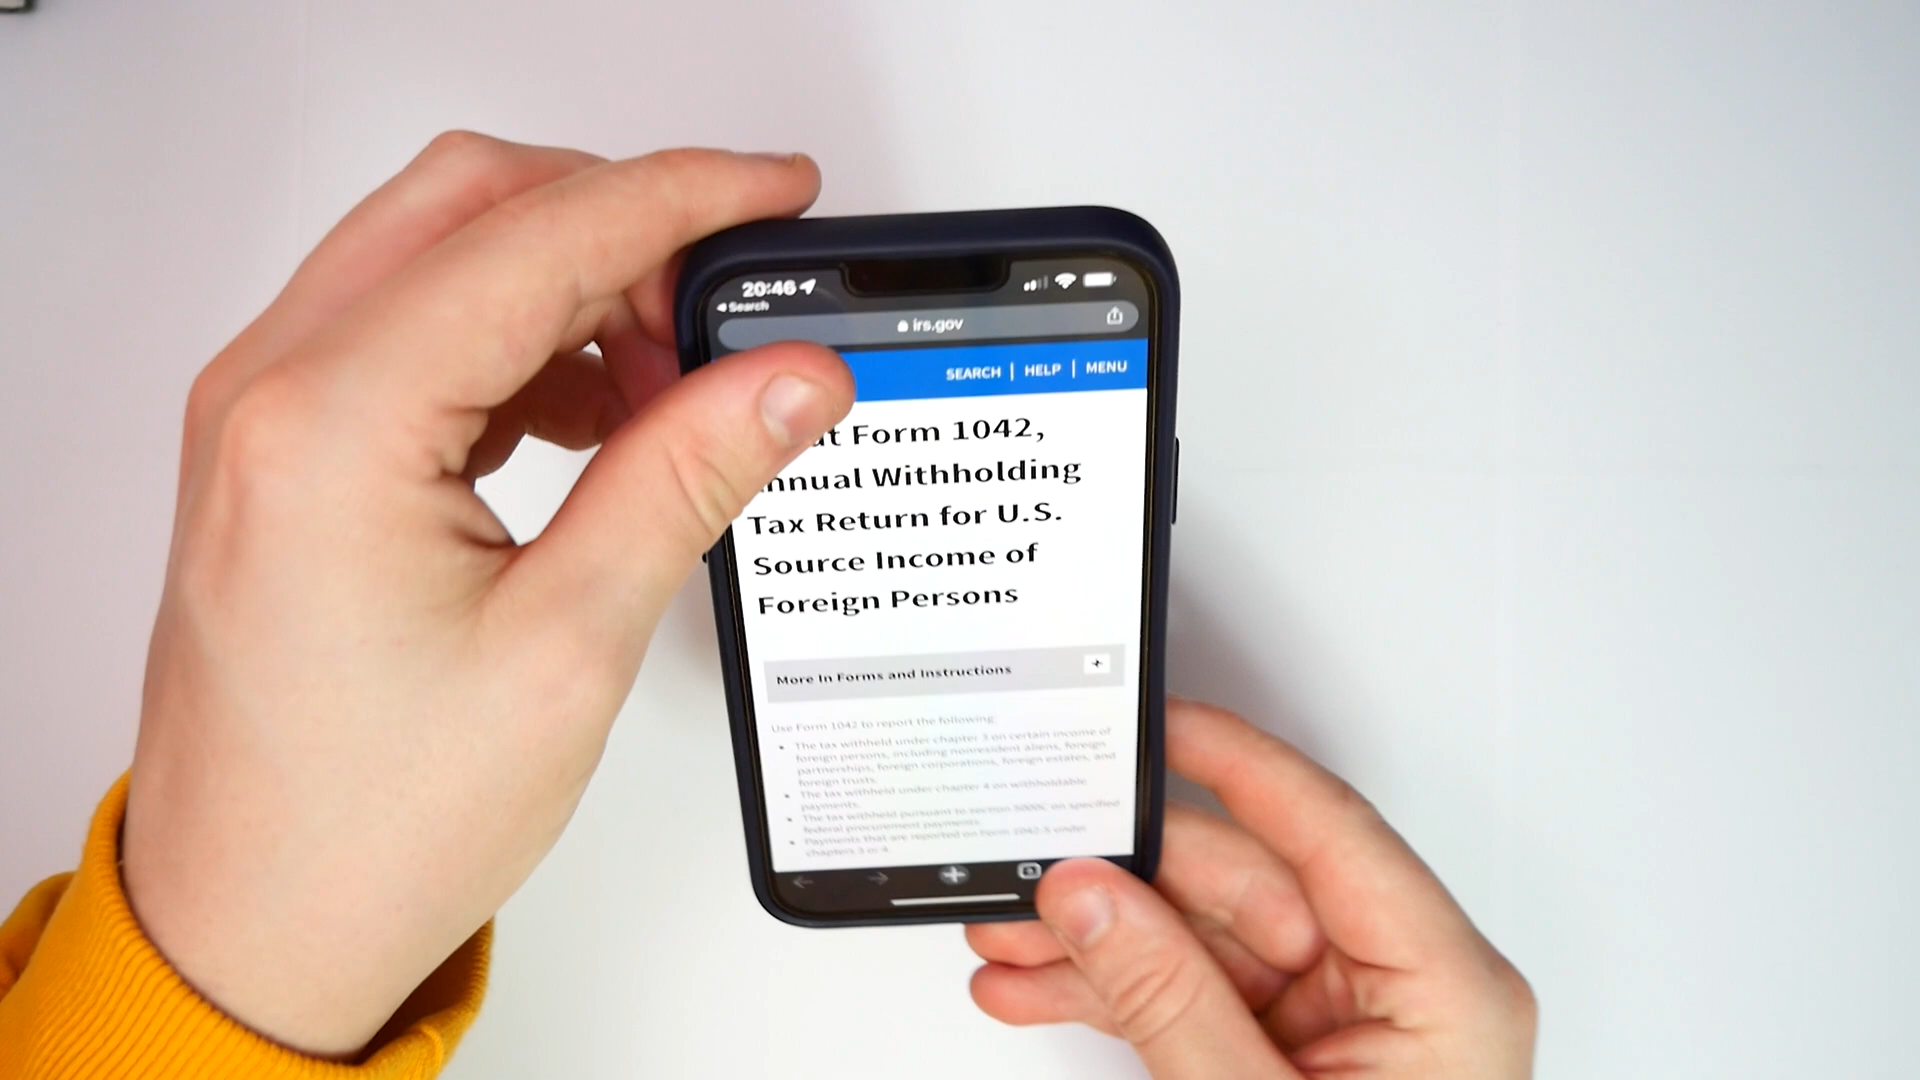 20:46
Search
irs.gov
SEARCH | HELP | MENU
Form 1042,
Annual Withholding
Tax Return for U.S.
Source Income of
Foreign Persons
More In Forms and Instructions +
Use Form 1042 to report the following:
The tax withheld under chapter 3 on certain income of
foreign persons, including nonresident aliens, foreign
partnerships, foreign corporations, foreign estates, and
foreign trusts.
The tax withheld under chapter 4 on withholdable
payments.
The tax withheld pursuant to section 5000C on specified
federal procurement payments.
Payments that are reported on Form 1042-S under
chapters 3 or 4.